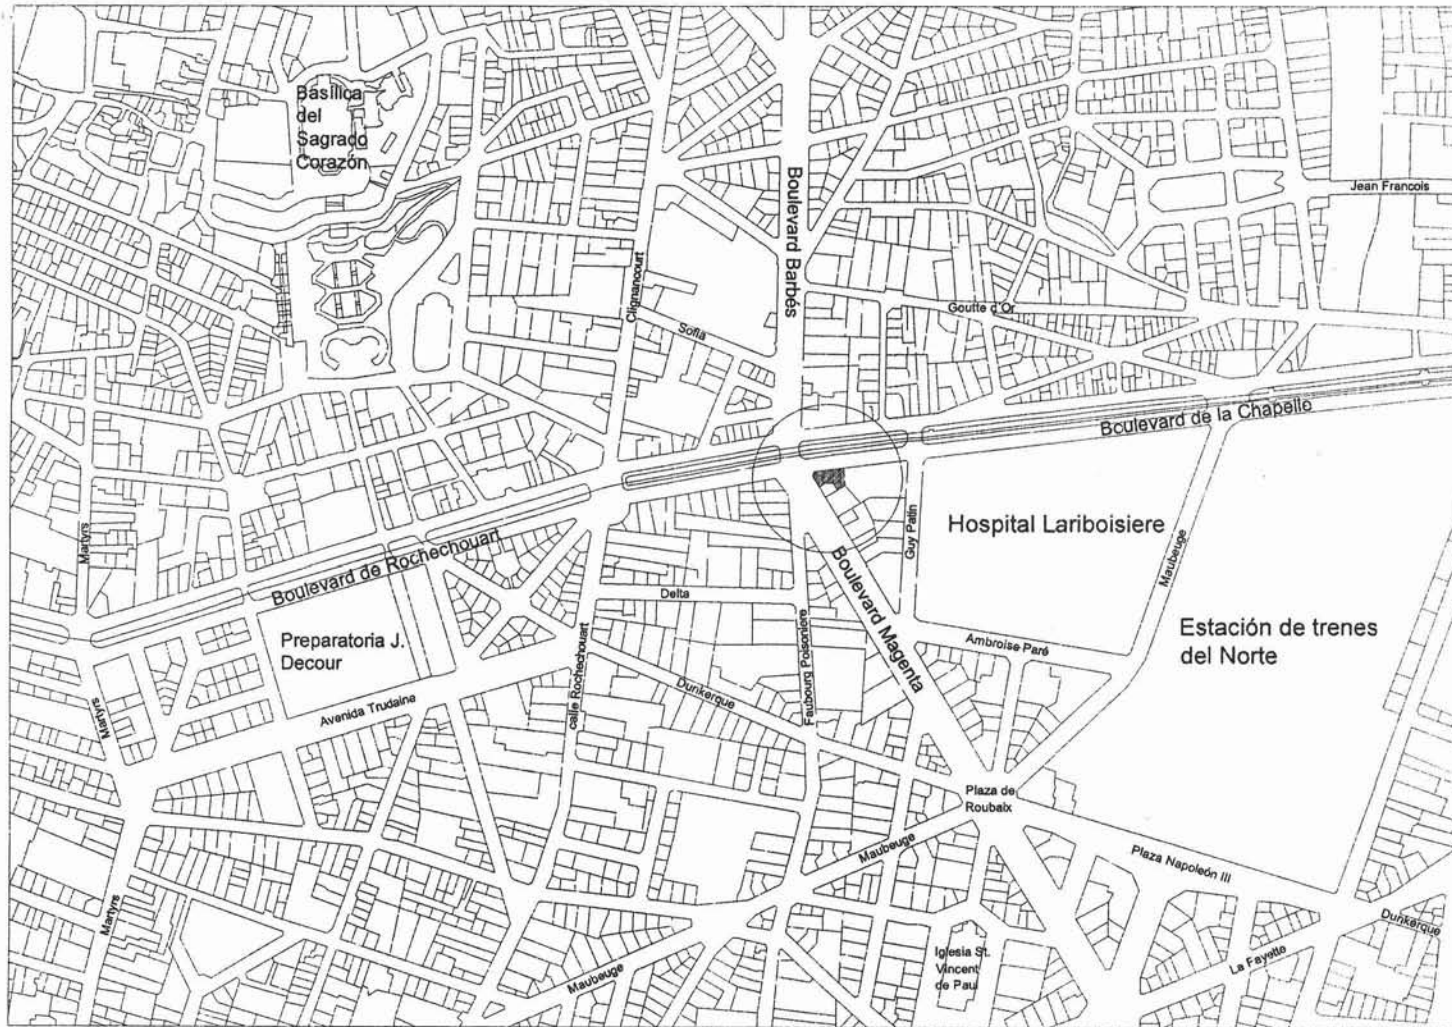 Basílica
del
Sagrado
Corazón
Boulevard Barbés
Jean Francois
Clignancourt
Goutte d'Or
Sofia
Boulevard de la Chapelle
Martyrs
Boulevard de Rochechouart
Guy Patin
Hospital Lariboisiere
Maubeuge
Delta
Boulevard Magenta
Preparatoria J.
Decour
Estación de trenes
del Norte
Ambroise Paré
calle Rochechouart
Faubourg Poisoniere
Dunkerque
Avenida Trudaine
Martyrs
Plaza de
Roubaix
Maubeuge
Plaza Napoleón III
Martyrs
Dunkerque
Iglesia St.
Vincent
de Paul
La Fayette
Maubeuge